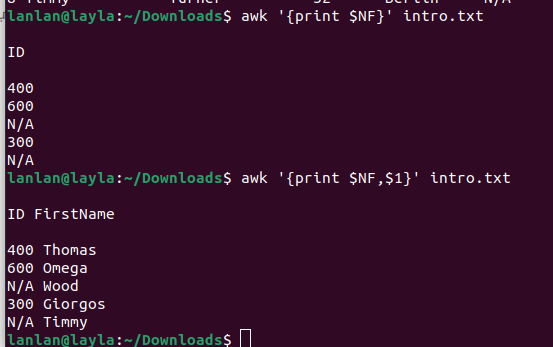 lanlan@layla:~/Downloads$ awk '{print $NF}' intro.txt
ID
400
600
N/A
300
N/A
lanlan@layla:~/Downloads$ awk '{print $NF,$1}' intro.txt
ID FirstName
400 Thomas
600 Omega
N/A Wood
300 Giorgos
N/A Timmy
lanlan@layla:~/Downloads$